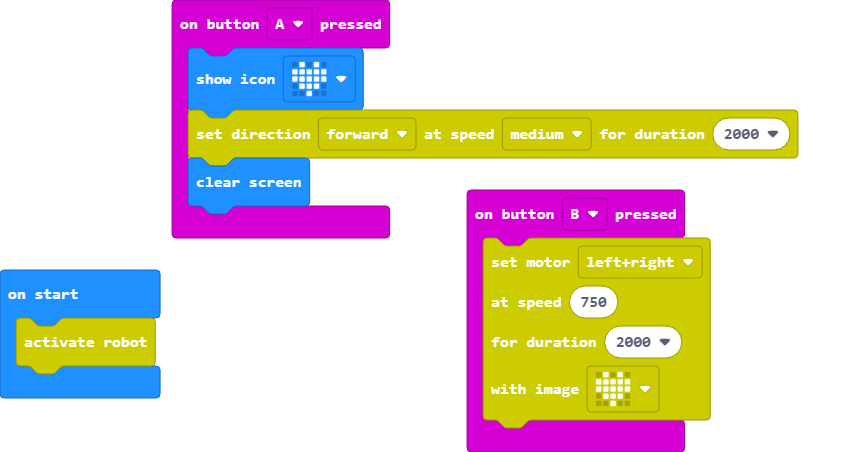 on button A pressed
show icon
set direction forward at speed medium for duration 2000
clear screen
on button B pressed
set motor left+right
at speed 750
for duration 2000
with image
on start
activate robot